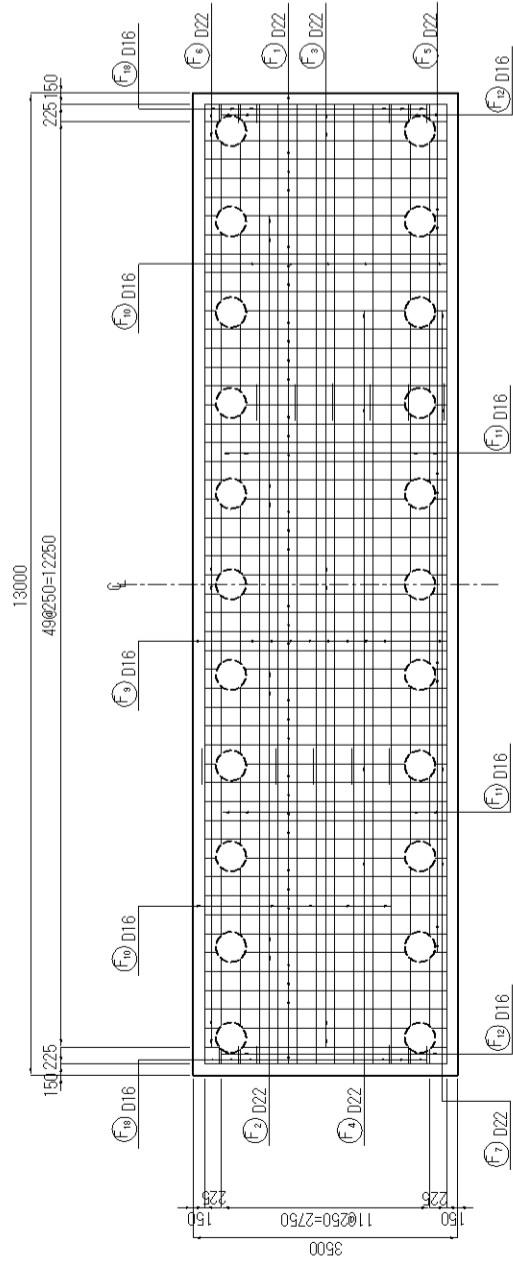 13000
49@250=12250
150
225
225
150
℄
F18 D16
F10 D16
F9 D16
F10 D16
F18 D16
F6 D22
F1 D22
F3 D22
F5 D22
F2 D22
F4 D22
F7 D22
150
225
11@250=2750
225
150
3500
F12 D16
F11 D16
F11 D16
F12 D16